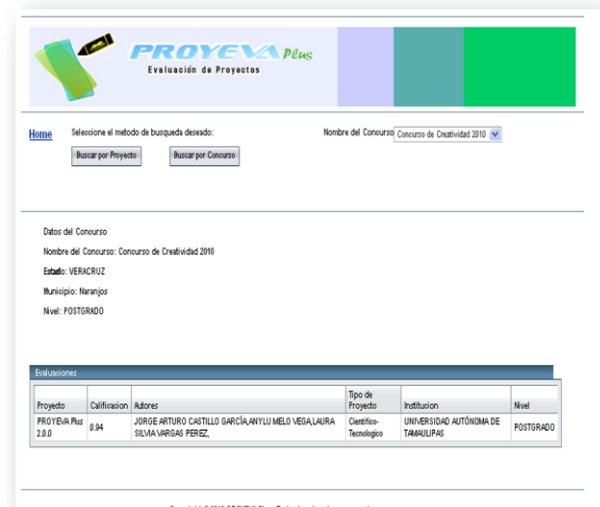 PROYEVA Plus
Evaluación de Proyectos
Home Seleccione el metodo de busqueda deseado: Nombre del Concurso Concurso de Creatividad 2010
Buscar por Proyecto Buscar por Concurso
Datos del Concurso
Nombre del Concurso: Concurso de Creatividad 2010
Estado: VERACRUZ
Municipio: Naranjos
Nivel: POSTGRADO
Evaluaciones
Proyecto Calificacion Autores Tipo de Proyecto Institucion Nivel
PROYEVA Plus 2.0.0 0.94 JORGE ARTURO CASTILLO GARCÍA,ANYLU MELO VEGA,LAURA SILVIA VARGAS PEREZ, Cientifico-Tecnologico UNIVERSIDAD AUTÓNOMA DE TAMAULIPAS POSTGRADO